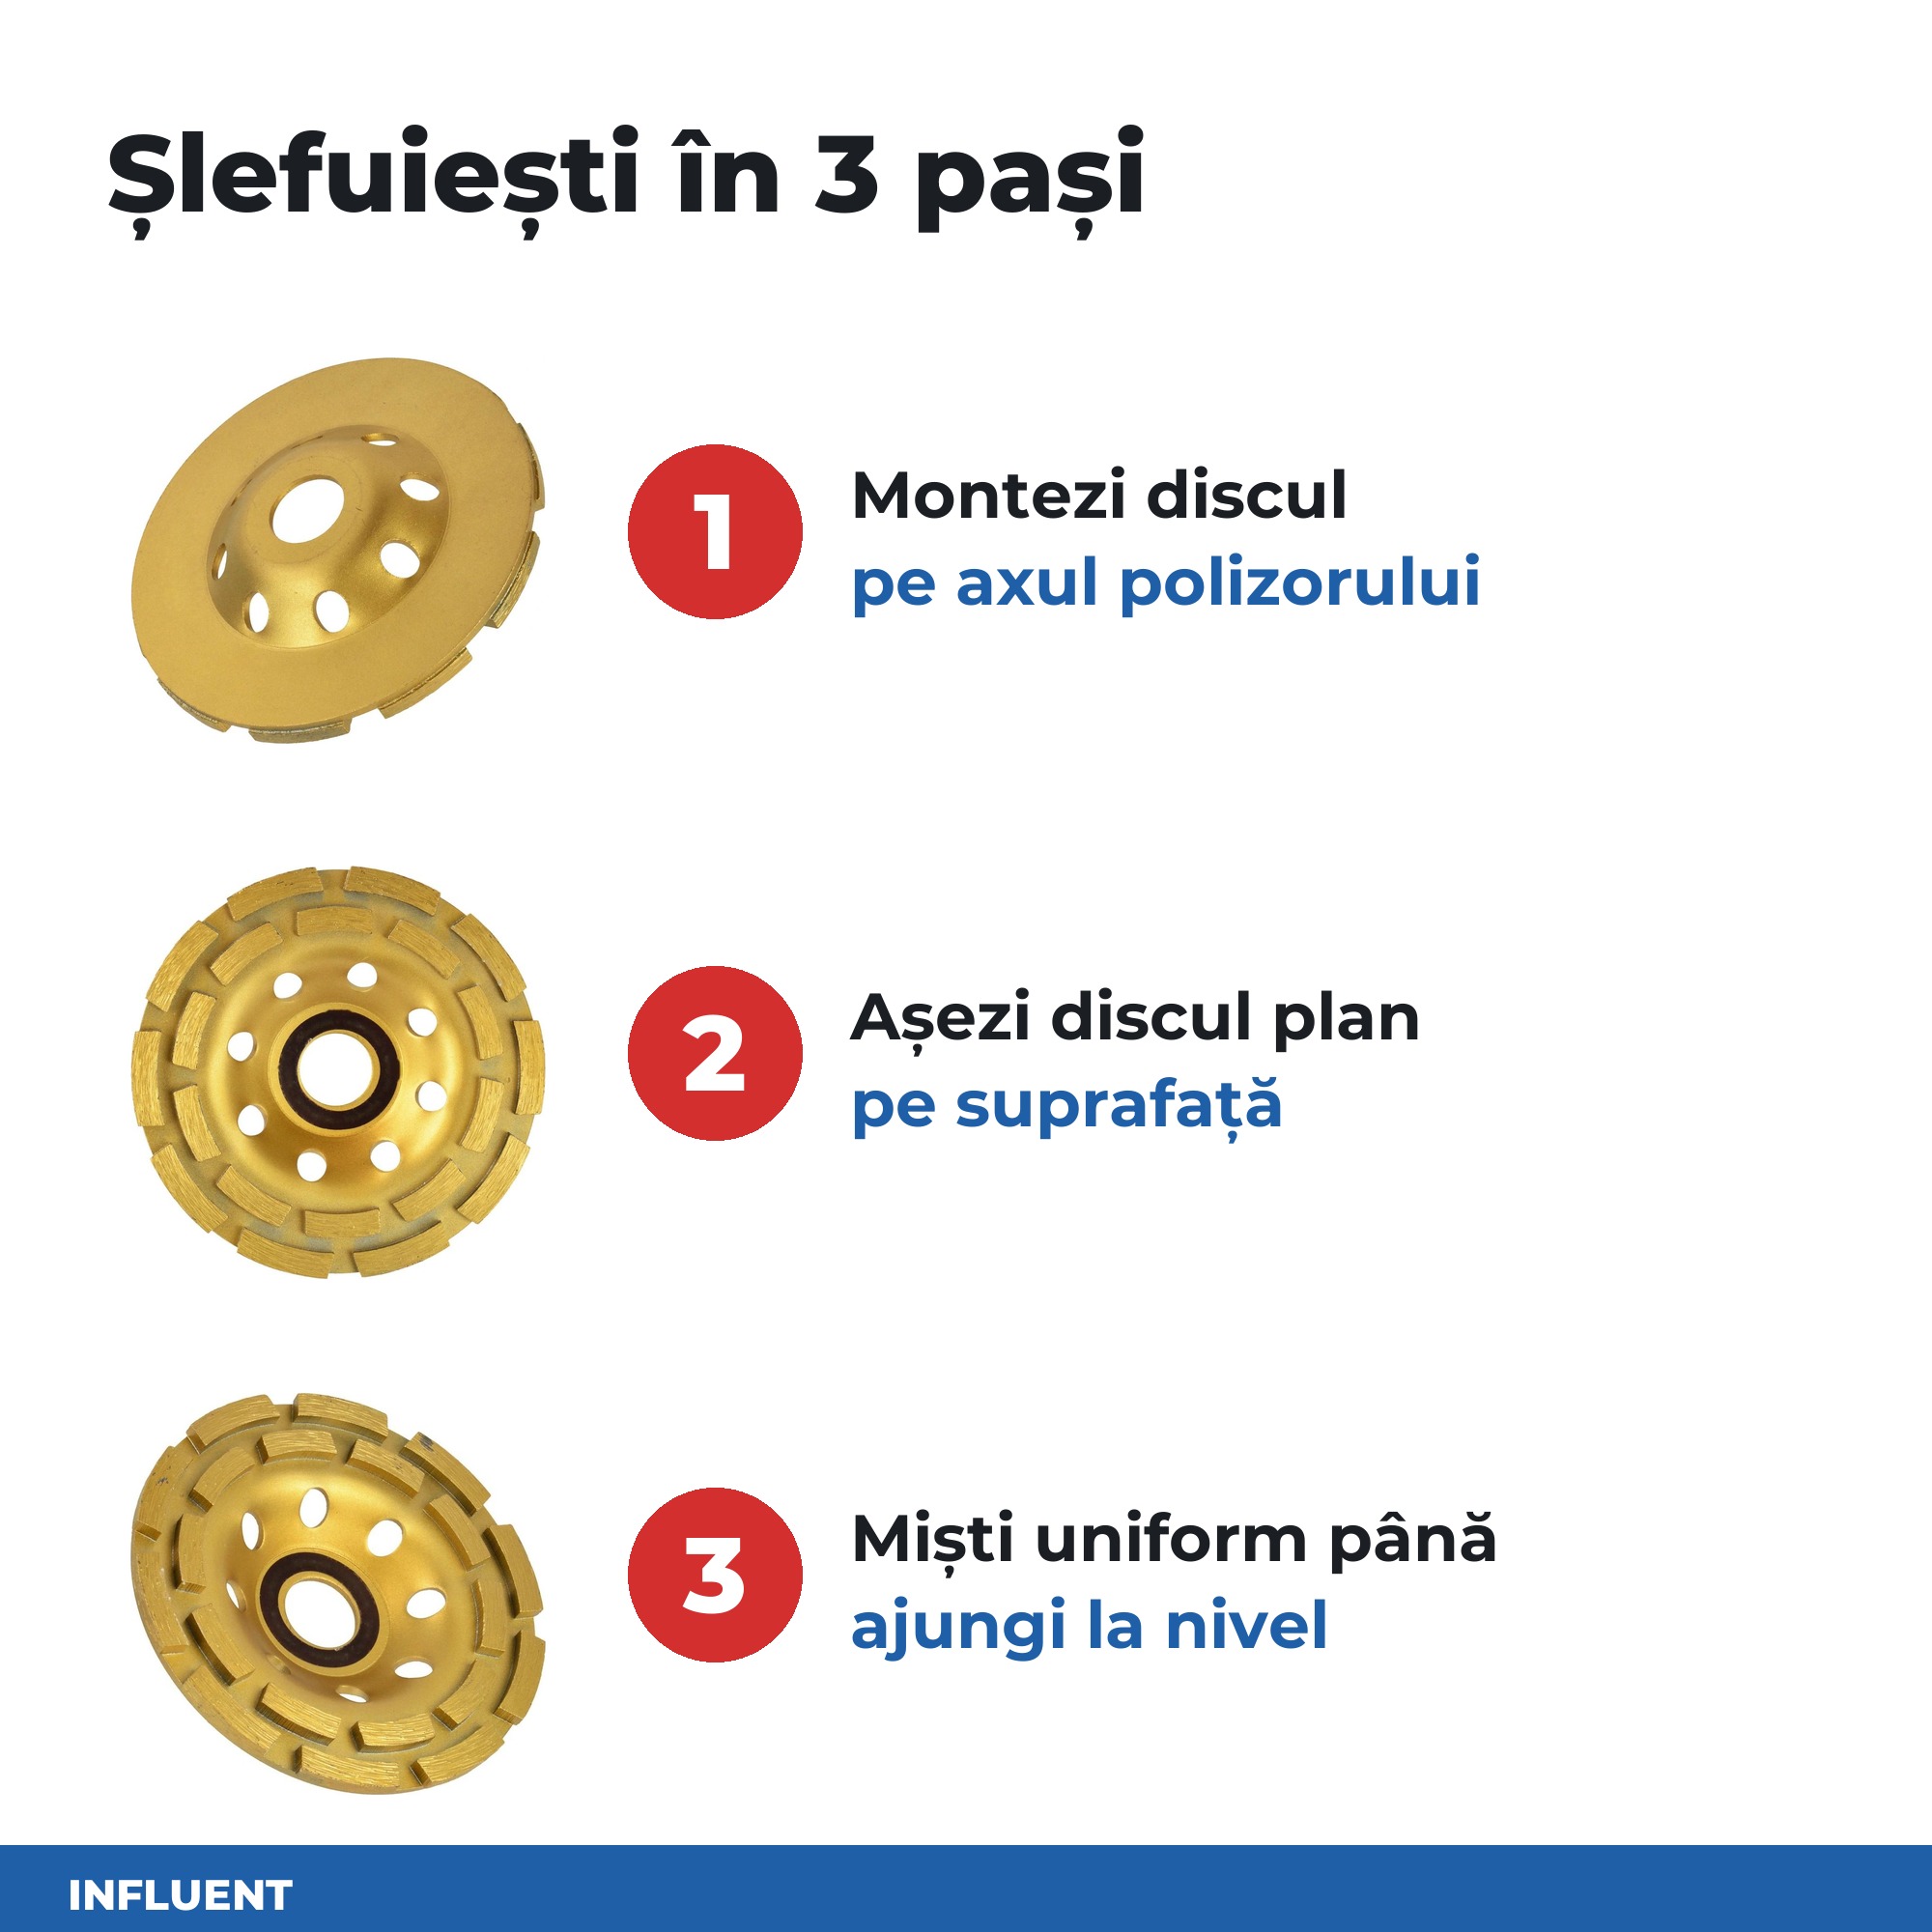 Șlefuiești în 3 pași
1
Montezi discul
pe axul polizorului
2
Așezi discul plan
pe suprafață
3
Miști uniform până
ajungi la nivel
INFLUENT